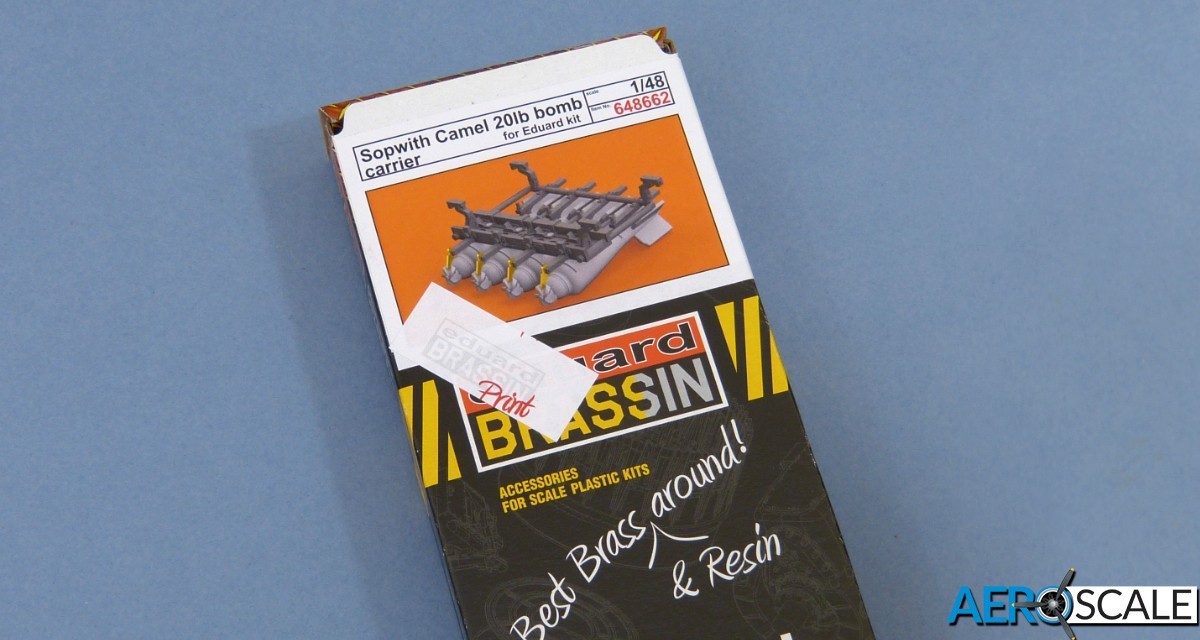 Sopwith Camel 20lb bomb
carrier
for Eduard kit
scale
1/48
Item No.
648662
eduard
BRASSIN
Print
eduard
BRASSIN
ACCESSORIES
FOR SCALE PLASTIC KITS
Best Brass around!
& Resin
AEROSCALE